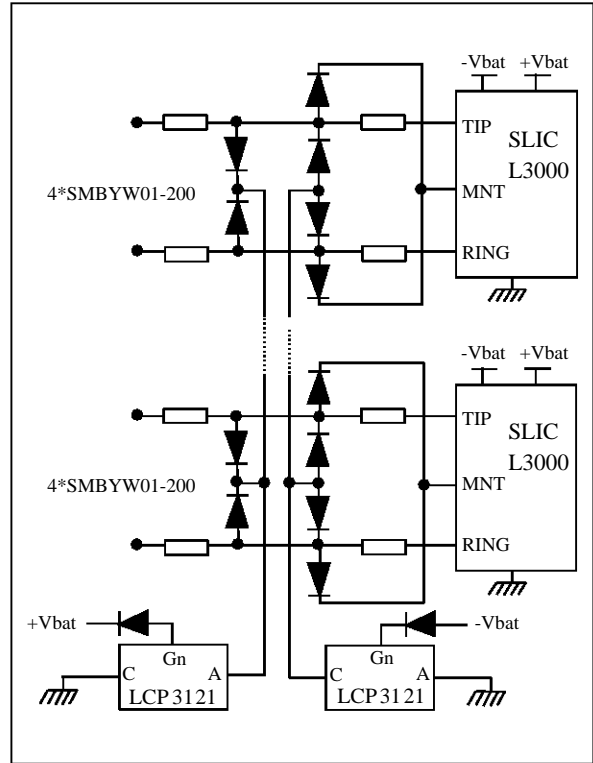 -Vbat +Vbat
TIP
SLIC
L3000
4*SMBYW01-200
MNT
RING
-Vbat +Vbat
TIP
SLIC
L3000
4*SMBYW01-200
MNT
RING
+Vbat
Gn
C A
LCP3121
-Vbat
Gn
C A
LCP3121